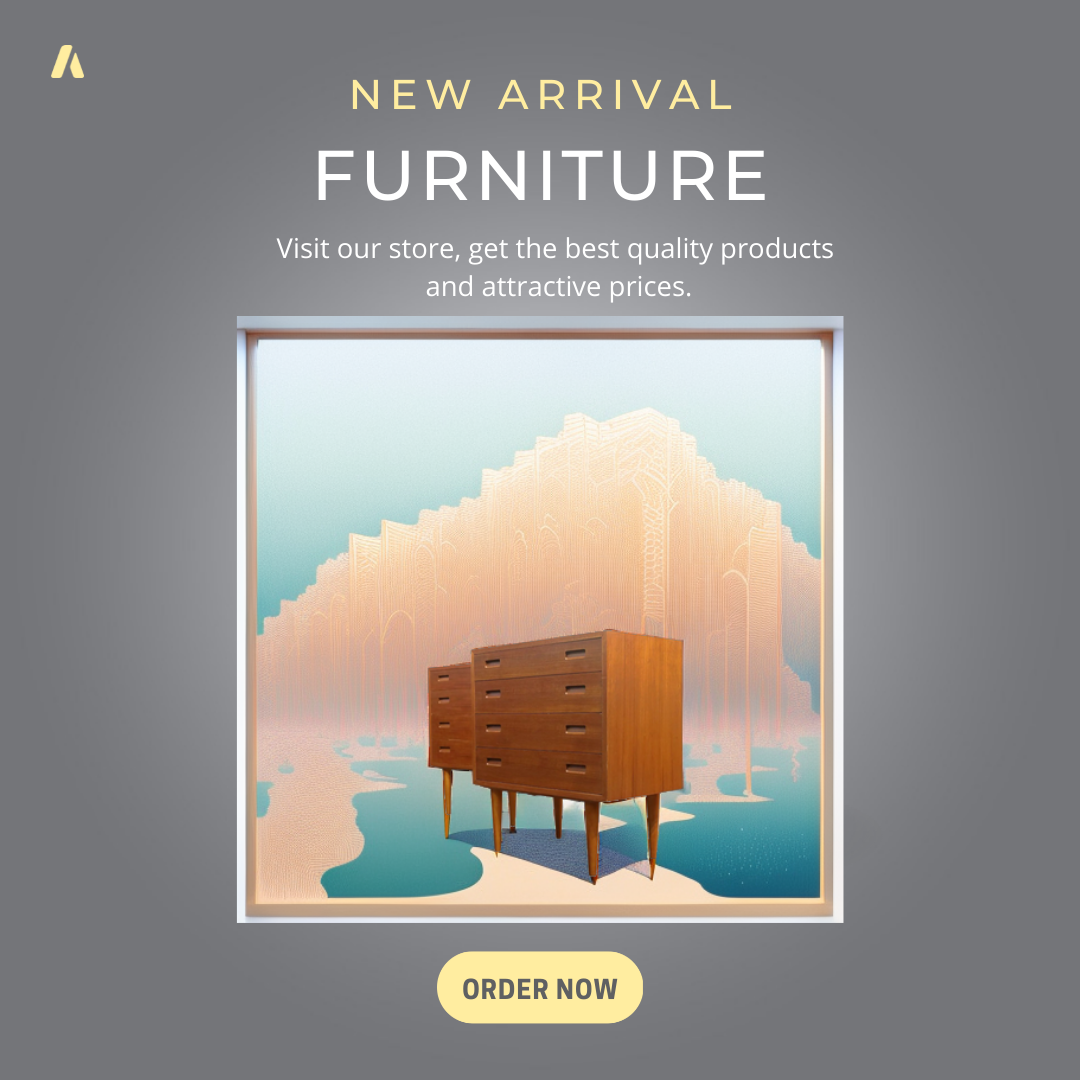 NEW ARRIVAL
FURNITURE
Visit our store, get the best quality products
and attractive prices.
ORDER NOW